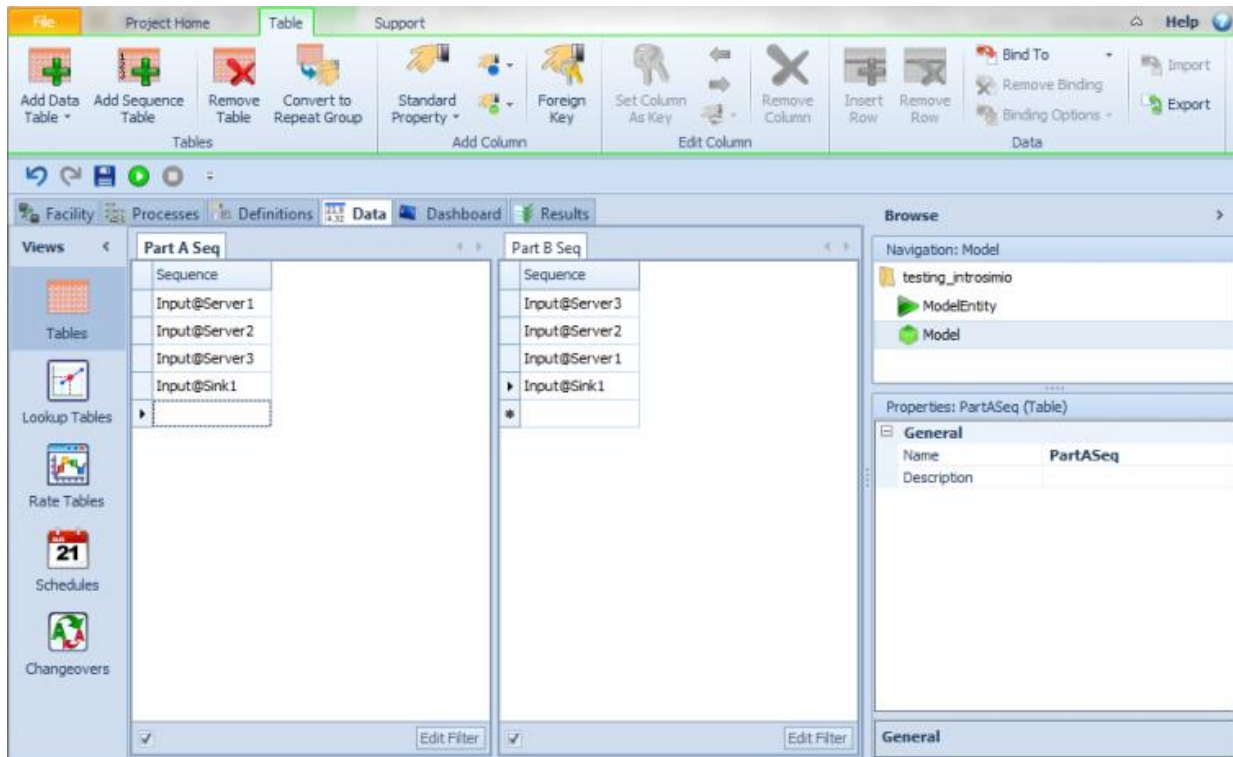 File Project Home Table Support Help
Add Data Table
Add Sequence Table
Remove Table
Convert to Repeat Group
Tables
Standard Property
Foreign Key
Add Column
Set Column As Key
Remove Column
Edit Column
Insert Row
Remove Row
Bind To
Remove Binding
Binding Options
Import
Export
Data
Facility Processes Definitions Data Dashboard Results
Views
Tables
Lookup Tables
Rate Tables
21
Schedules
Changeovers
Part A Seq
Sequence
Input@Server1
Input@Server2
Input@Server3
Input@Sink1
Edit Filter
Part B Seq
Sequence
Input@Server3
Input@Server2
Input@Server1
Input@Sink1
Edit Filter
Browse
Navigation: Model
testing_introsimio
ModelEntity
Model
Properties: PartASeq (Table)
General
Name PartASeq
Description
General